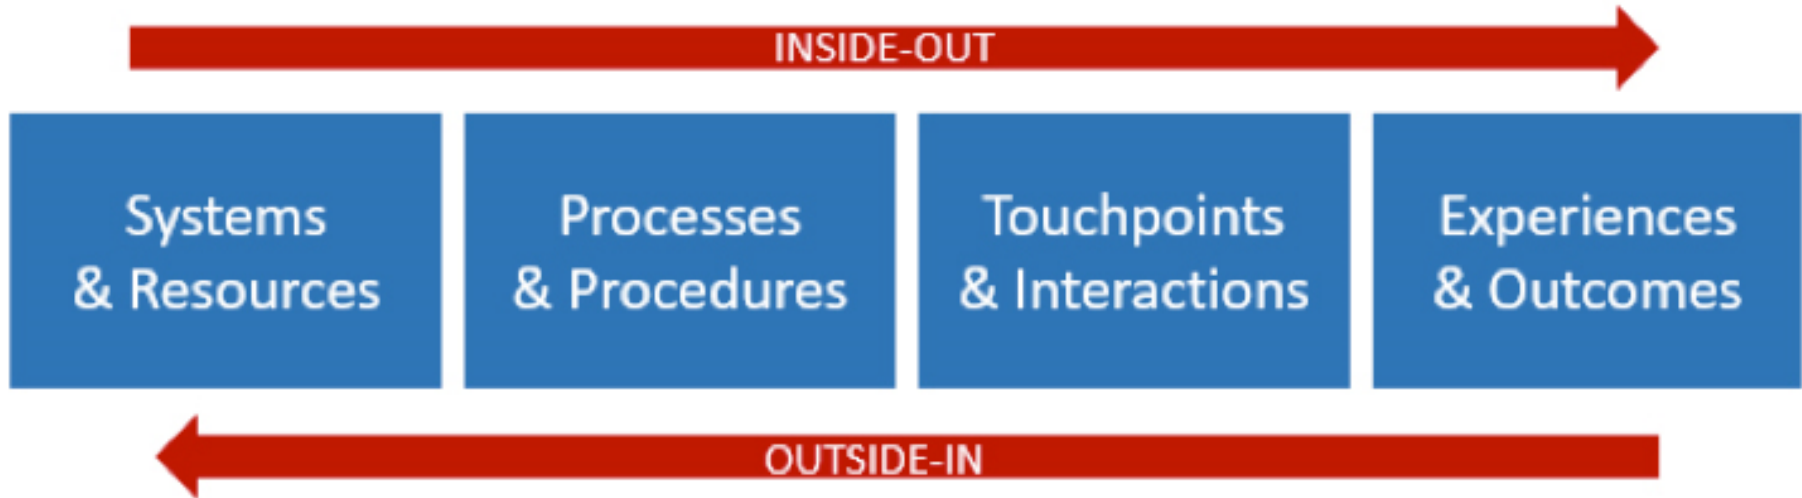 INSIDE-OUT
Systems
& Resources
Processes
& Procedures
Touchpoints
& Interactions
Experiences
& Outcomes
OUTSIDE-IN